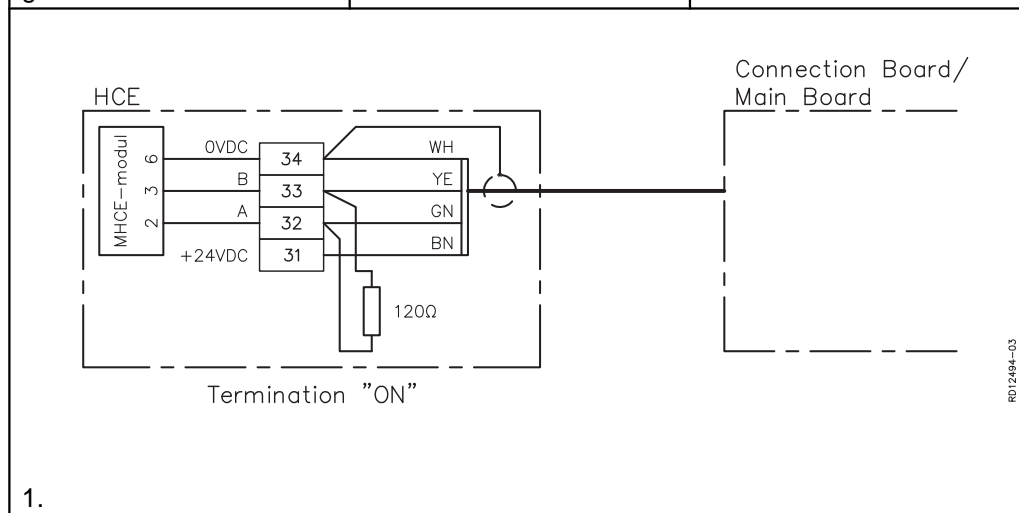 Connection Board/
Main Board
HCE
MHCE-modul
6
3
2
0VDC
34
WH
B
33
YE
A
32
GN
+24VDC
31
BN
120Ω
Termination "ON"
RD12494-03
1.